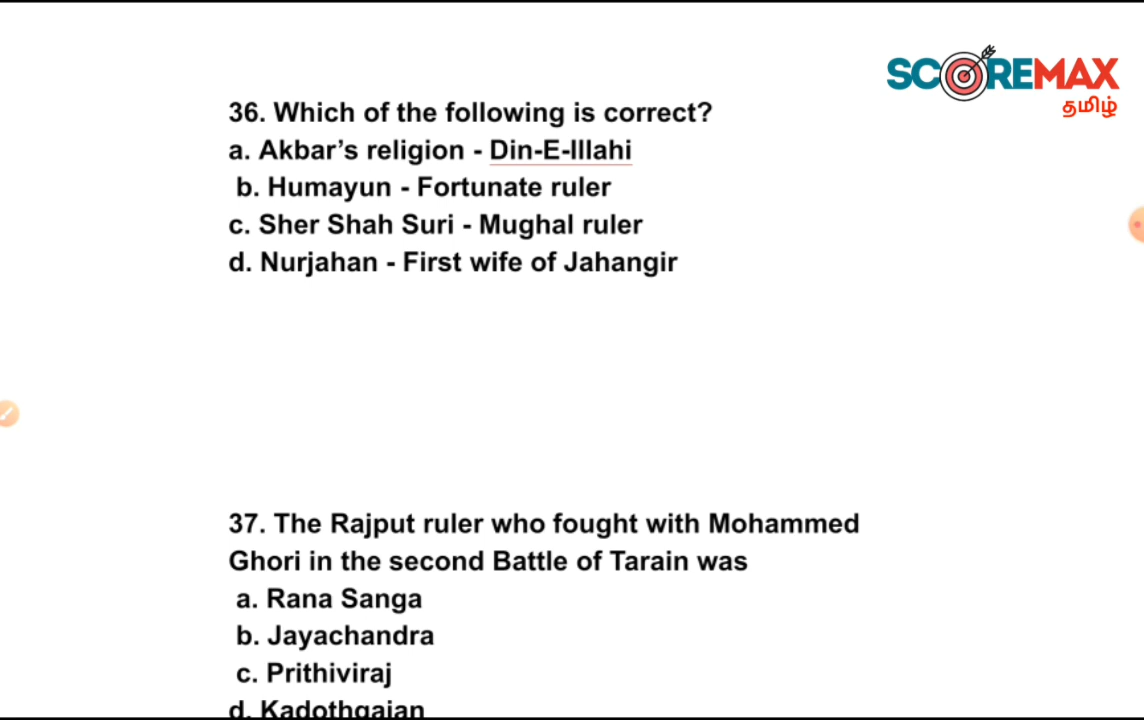 SCOREMAX
தமிழ்
36. Which of the following is correct?
a. Akbar’s religion - Din-E-Illahi
b. Humayun - Fortunate ruler
c. Sher Shah Suri - Mughal ruler
d. Nurjahan - First wife of Jahangir
37. The Rajput ruler who fought with Mohammed
Ghori in the second Battle of Tarain was
a. Rana Sanga
b. Jayachandra
c. Prithiviraj
d. Kadothgajan